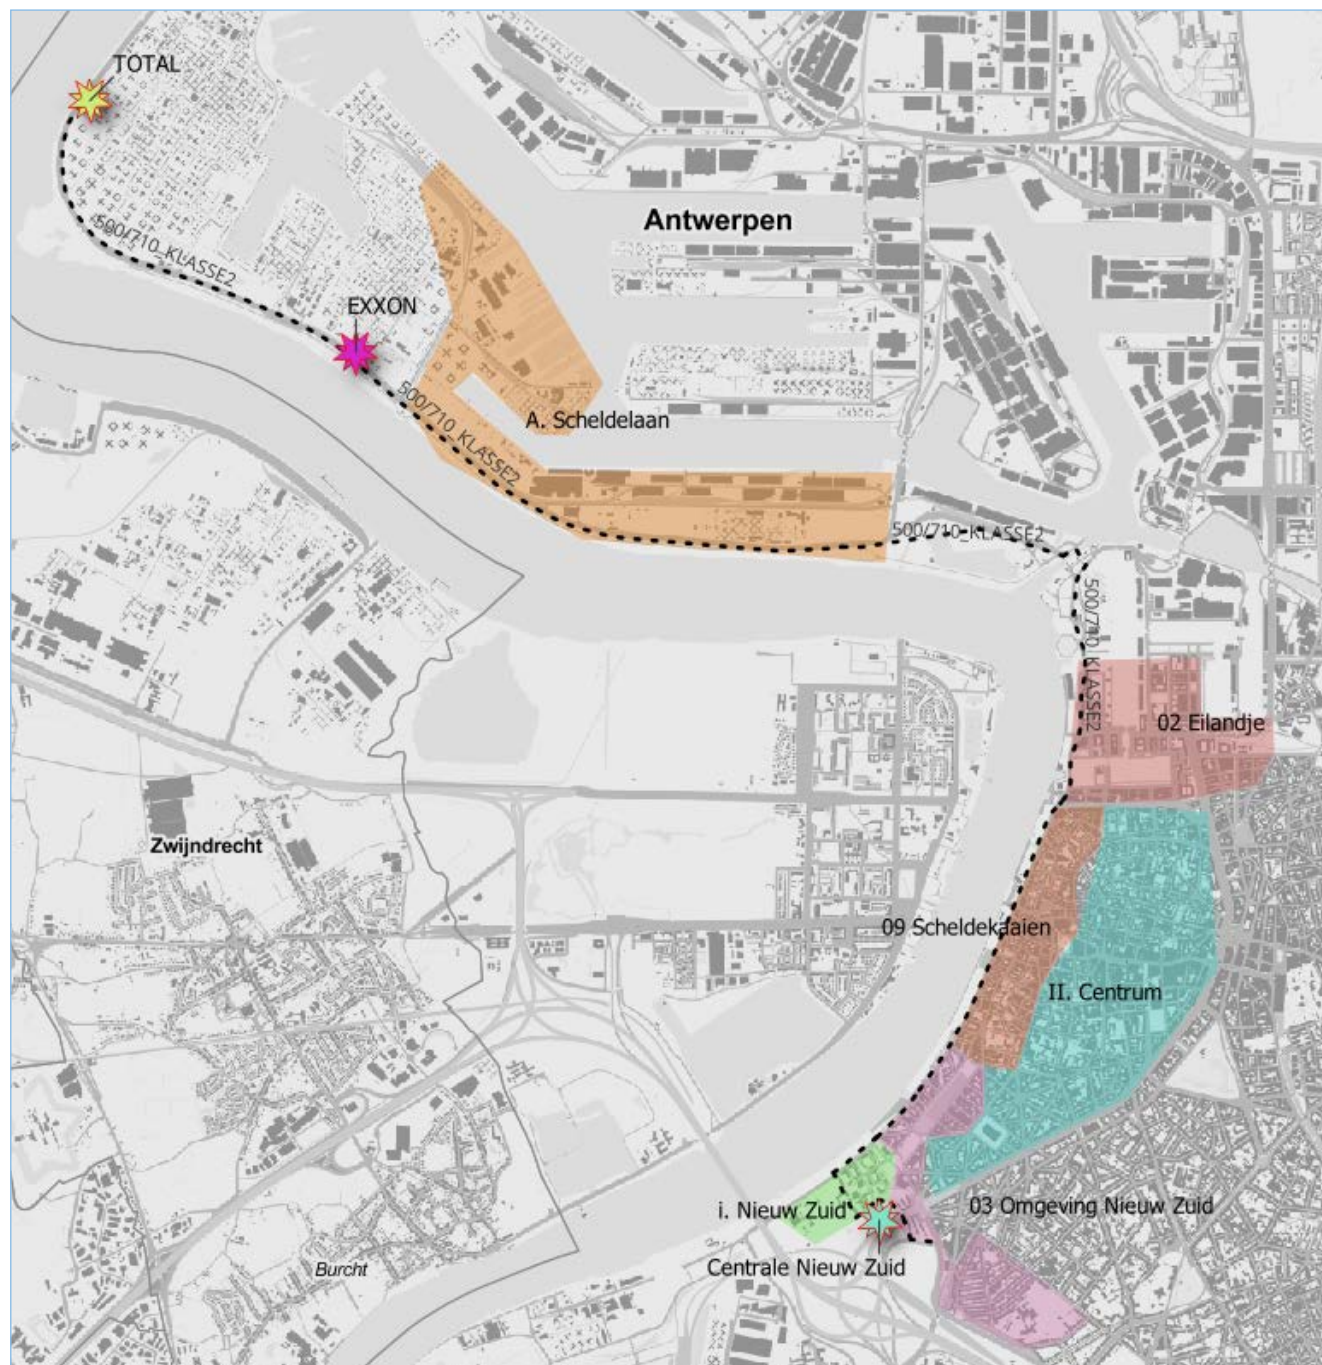 TOTAL
Antwerpen
500/710_KLASSE2
EXXON
500/710_KLASSE2
A. Scheldelaan
500/710_KLASSE2
500/710_KLASSE2
02 Eilandje
Zwijndrecht
09 Scheldekaaien
II. Centrum
i. Nieuw Zuid
03 Omgeving Nieuw Zuid
Centrale Nieuw Zuid
Burcht